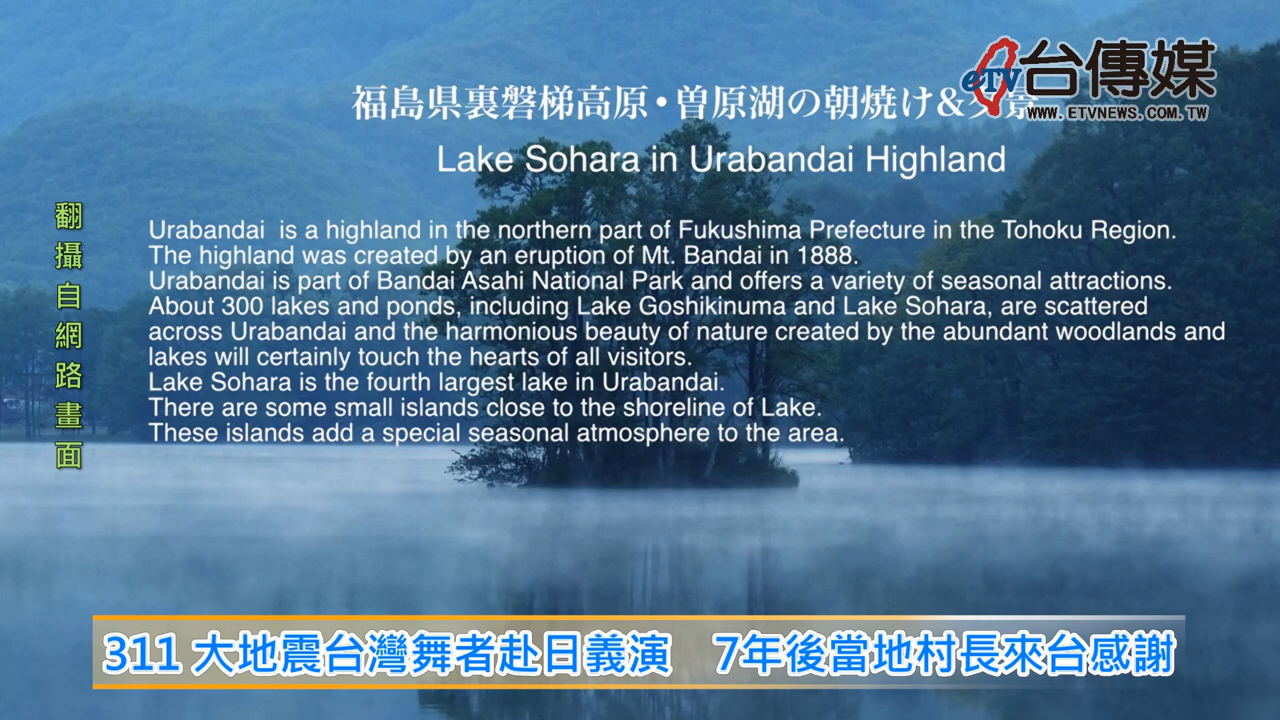 eTV台傳媒
WWW.ETVNEWS.COM.TW
福島県裏磐梯高原・曽原湖の朝焼け&夕景
Lake Sohara in Urabandai Highland
翻攝自網路畫面
Urabandai is a highland in the northern part of Fukushima Prefecture in the Tohoku Region.
The highland was created by an eruption of Mt. Bandai in 1888.
Urabandai is part of Bandai Asahi National Park and offers a variety of seasonal attractions.
About 300 lakes and ponds, including Lake Goshikinuma and Lake Sohara, are scattered
across Urabandai and the harmonious beauty of nature created by the abundant woodlands and
lakes will certainly touch the hearts of all visitors.
Lake Sohara is the fourth largest lake in Urabandai.
There are some small islands close to the shoreline of Lake.
These islands add a special seasonal atmosphere to the area.
311 大地震台灣舞者赴日義演　7年後當地村長來台感謝